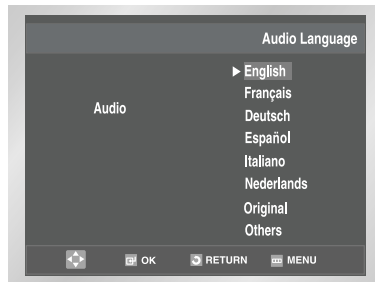 Audio Language
Audio
English
Français
Deutsch
Español
Italiano
Nederlands
Original
Others
OK RETURN MENU